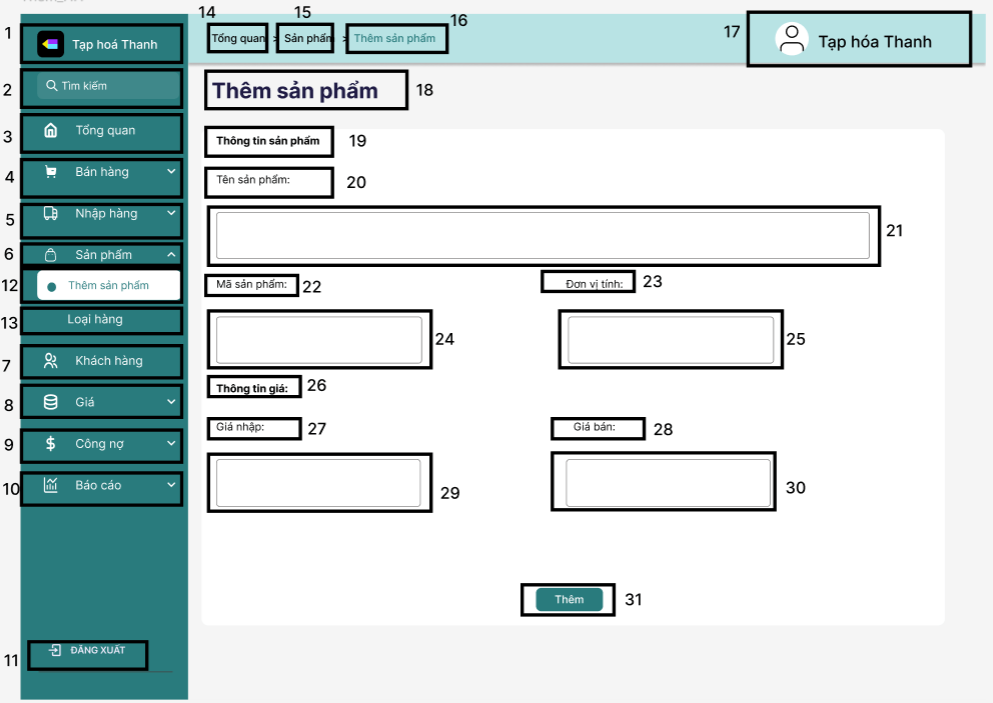 1
Tạp hoá Thanh
2
Tìm kiếm
3
Tổng quan
4
Bán hàng
5
Nhập hàng
6
Sản phẩm
12
Thêm sản phẩm
13
Loại hàng
7
Khách hàng
8
Giá
9
Công nợ
10
Báo cáo
11
ĐĂNG XUẤT
14 15 16
Tổng quan > Sản phẩm > Thêm sản phẩm
17
Tạp hóa Thanh
Thêm sản phẩm 18
Thông tin sản phẩm 19
Tên sản phẩm: 20
21
Mã sản phẩm: 22
Đơn vị tính: 23
24
25
Thông tin giá: 26
Giá nhập: 27
Giá bán: 28
29
30
Thêm 31